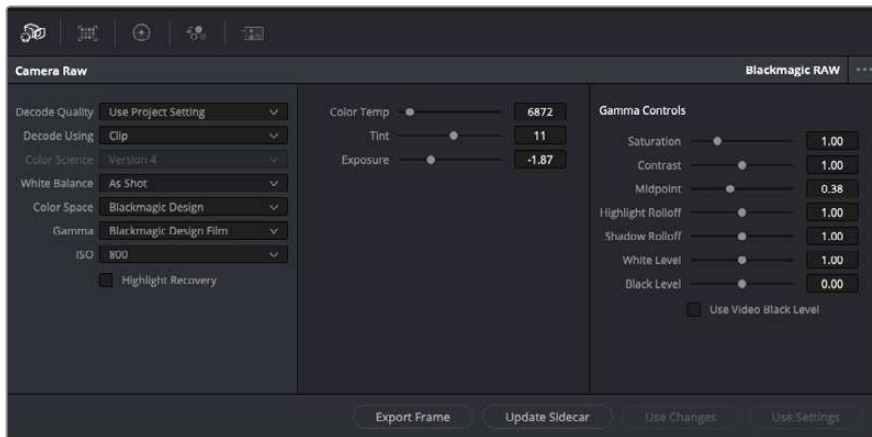 Camera Raw
Blackmagic RAW
Decode Quality Use Project Setting
Decode Using Clip
Color Science Version 4
White Balance As Shot
Color Space Blackmagic Design
Gamma Blackmagic Design Film
ISO 800
Highlight Recovery
Color Temp 6872
Tint 11
Exposure -1.87
Gamma Controls
Saturation 1.00
Contrast 1.00
Midpoint 0.38
Highlight Rolloff 1.00
Shadow Rolloff 1.00
White Level 1.00
Black Level 0.00
Use Video Black Level
Export Frame Update Sidecar Use Changes Use Settings